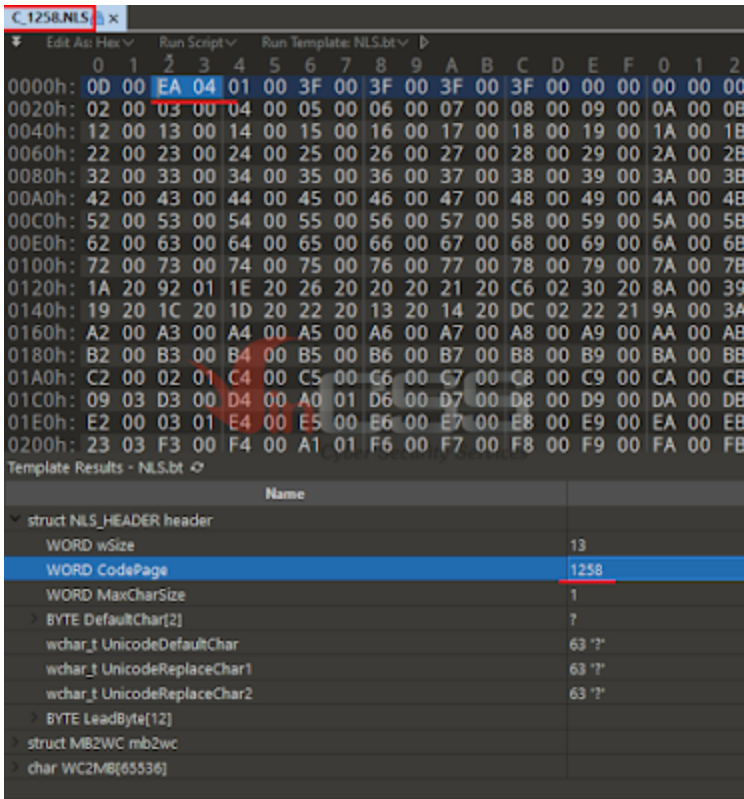 C_1258.NLS
Edit As: Hex Run Script Run Template: NLS.bt
0 1 2 3 4 5 6 7 8 9 A B C D E F 0 1 2
0000h: 0D 00 EA 04 01 00 3F 00 3F 00 3F 00 3F 00 00 00 00 00 00
0020h: 02 00 03 00 04 00 05 00 06 00 07 00 08 00 09 00 0A 00 0B
0040h: 12 00 13 00 14 00 15 00 16 00 17 00 18 00 19 00 1A 00 1B
0060h: 22 00 23 00 24 00 25 00 26 00 27 00 28 00 29 00 2A 00 2B
0080h: 32 00 33 00 34 00 35 00 36 00 37 00 38 00 39 00 3A 00 3B
00A0h: 42 00 43 00 44 00 45 00 46 00 47 00 48 00 49 00 4A 00 4B
00C0h: 52 00 53 00 54 00 55 00 56 00 57 00 58 00 59 00 5A 00 5B
00E0h: 62 00 63 00 64 00 65 00 66 00 67 00 68 00 69 00 6A 00 6B
0100h: 72 00 73 00 74 00 75 00 76 00 77 00 78 00 79 00 7A 00 7B
0120h: 1A 20 92 01 1E 20 26 20 20 20 21 20 C6 02 30 20 8A 00 39
0140h: 19 20 1C 20 1D 20 22 20 13 20 14 20 DC 02 22 21 9A 00 3A
0160h: A2 00 A3 00 A4 00 A5 00 A6 00 A7 00 A8 00 A9 00 AA 00 AB
0180h: B2 00 B3 00 B4 00 B5 00 B6 00 B7 00 B8 00 B9 00 BA 00 BB
01A0h: C2 00 02 01 C4 00 C5 00 C6 00 C7 00 C8 00 C9 00 CA 00 CB
01C0h: 09 03 D3 00 D4 00 A0 01 D6 00 D7 00 D8 00 D9 00 DA 00 DB
01E0h: E2 00 03 01 E4 00 E5 00 E6 00 E7 00 E8 00 E9 00 EA 00 EB
0200h: 23 03 F3 00 F4 00 A1 01 F6 00 F7 00 F8 00 F9 00 FA 00 FB
Cyber Security Services
Template Results - NLS.bt
Name
struct NLS_HEADER header
WORD wSize 13
WORD CodePage 1258
WORD MaxCharSize 1
BYTE DefaultChar[2] ?
wchar_t UnicodeDefaultChar 63 '?'
wchar_t UnicodeReplaceChar1 63 '?'
wchar_t UnicodeReplaceChar2 63 '?'
BYTE LeadByte[12]
struct MB2WC mb2wc
char WC2MB[65536]